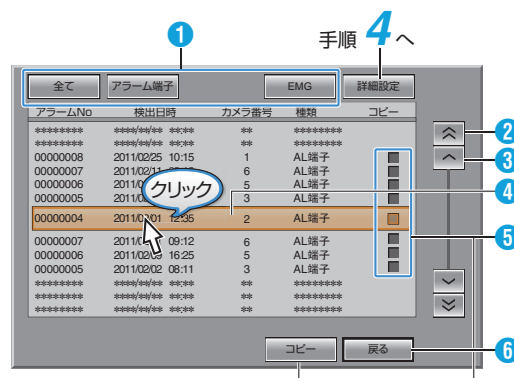 1
手順 4 へ
全て アラーム端子 EMG 詳細設定
アラームNo 検出日時 カメラ番号 種類 コピー
******** ****/**/** **:** ** ********
******** ****/**/** **:** ** ********
00000008 2011/02/25 10:15 1 AL端子
00000007 2011/02/11 6 AL端子
00000006 2011/0 5 AL端子
00000005 2011/0 3 AL端子
クリック
00000004 2011/02/01 12:35 2 AL端子
00000007 2011/0 09:12 6 AL端子
00000006 2011/02/0 16:25 5 AL端子
00000005 2011/02/02 08:11 3 AL端子
******** ****/**/** **:** ** ********
******** ****/**/** **:** ** ********
******** ****/**/** **:** ** ********
2
3
4
5
コピー 戻る 6